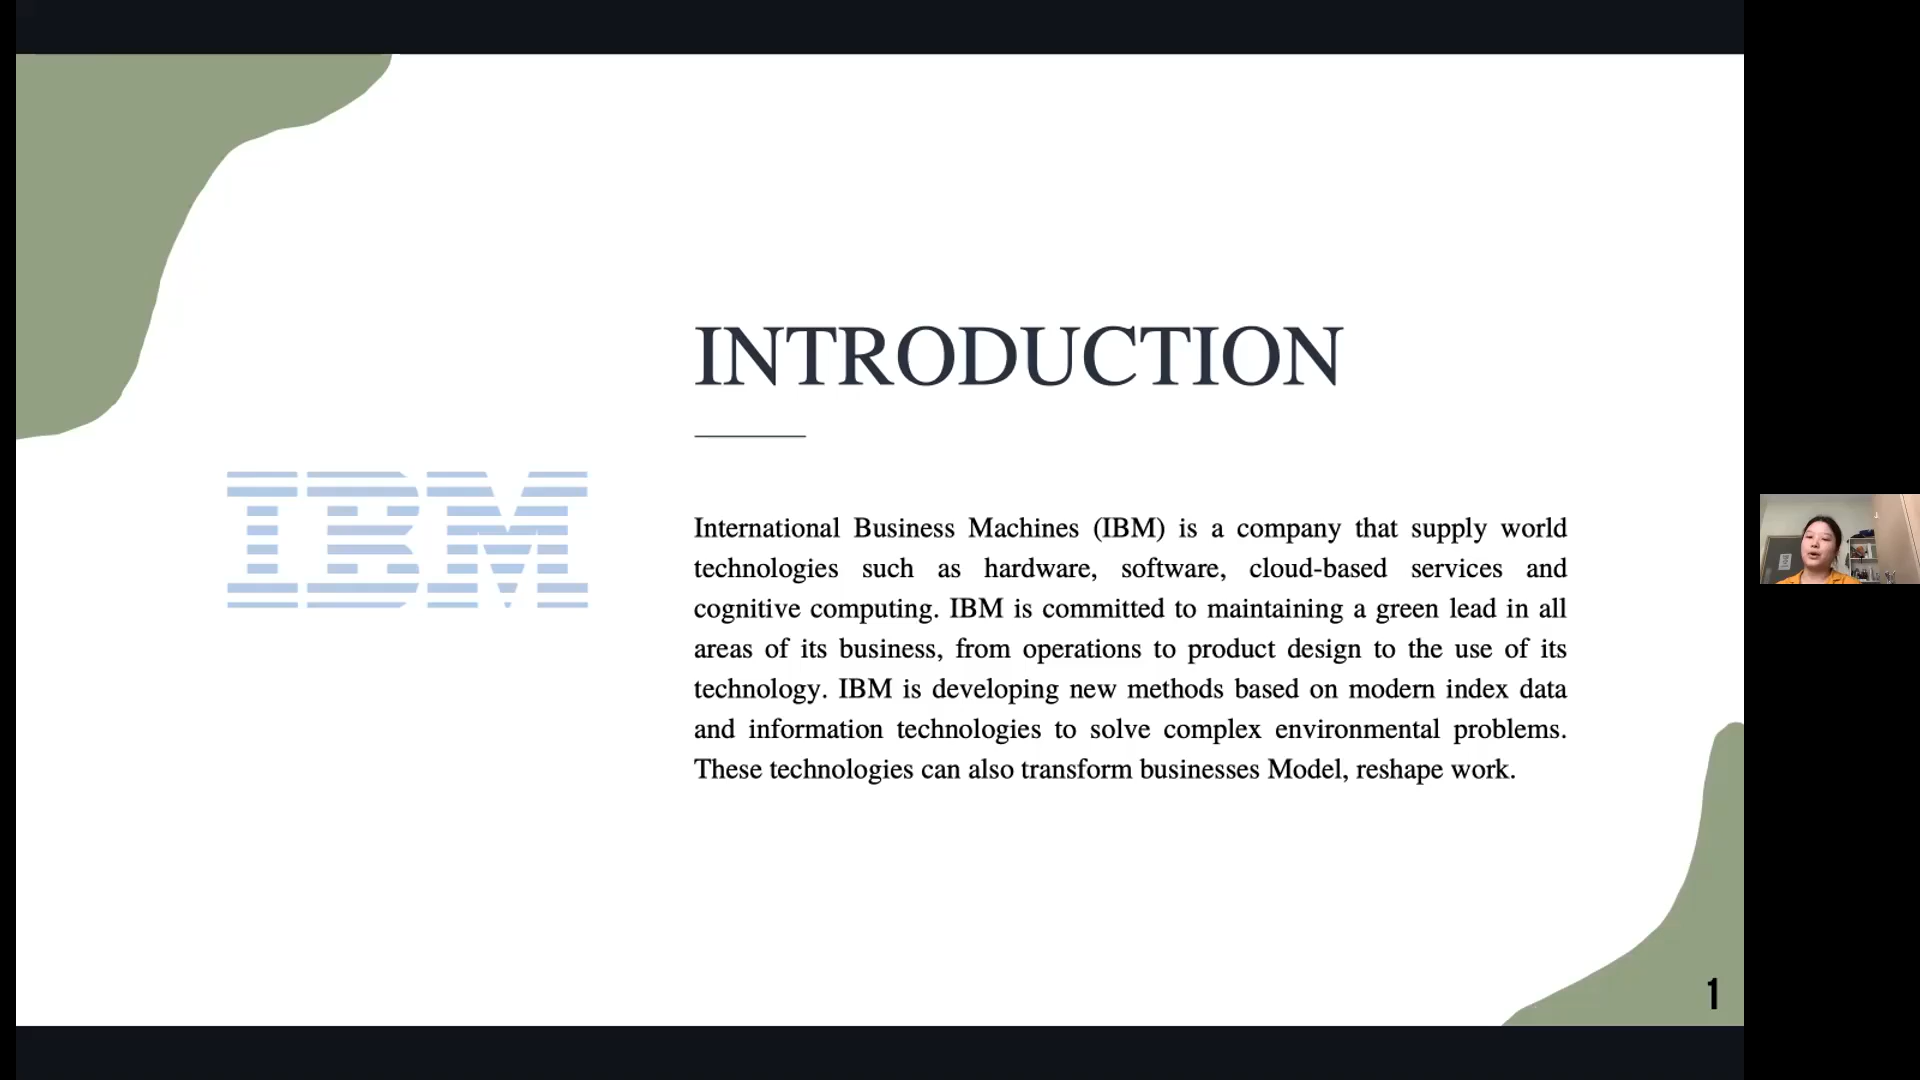 INTRODUCTION
IBM
International Business Machines (IBM) is a company that supply world
technologies such as hardware, software, cloud-based services and
cognitive computing. IBM is committed to maintaining a green lead in all
areas of its business, from operations to product design to the use of its
technology. IBM is developing new methods based on modern index data
and information technologies to solve complex environmental problems.
These technologies can also transform businesses Model, reshape work.
1